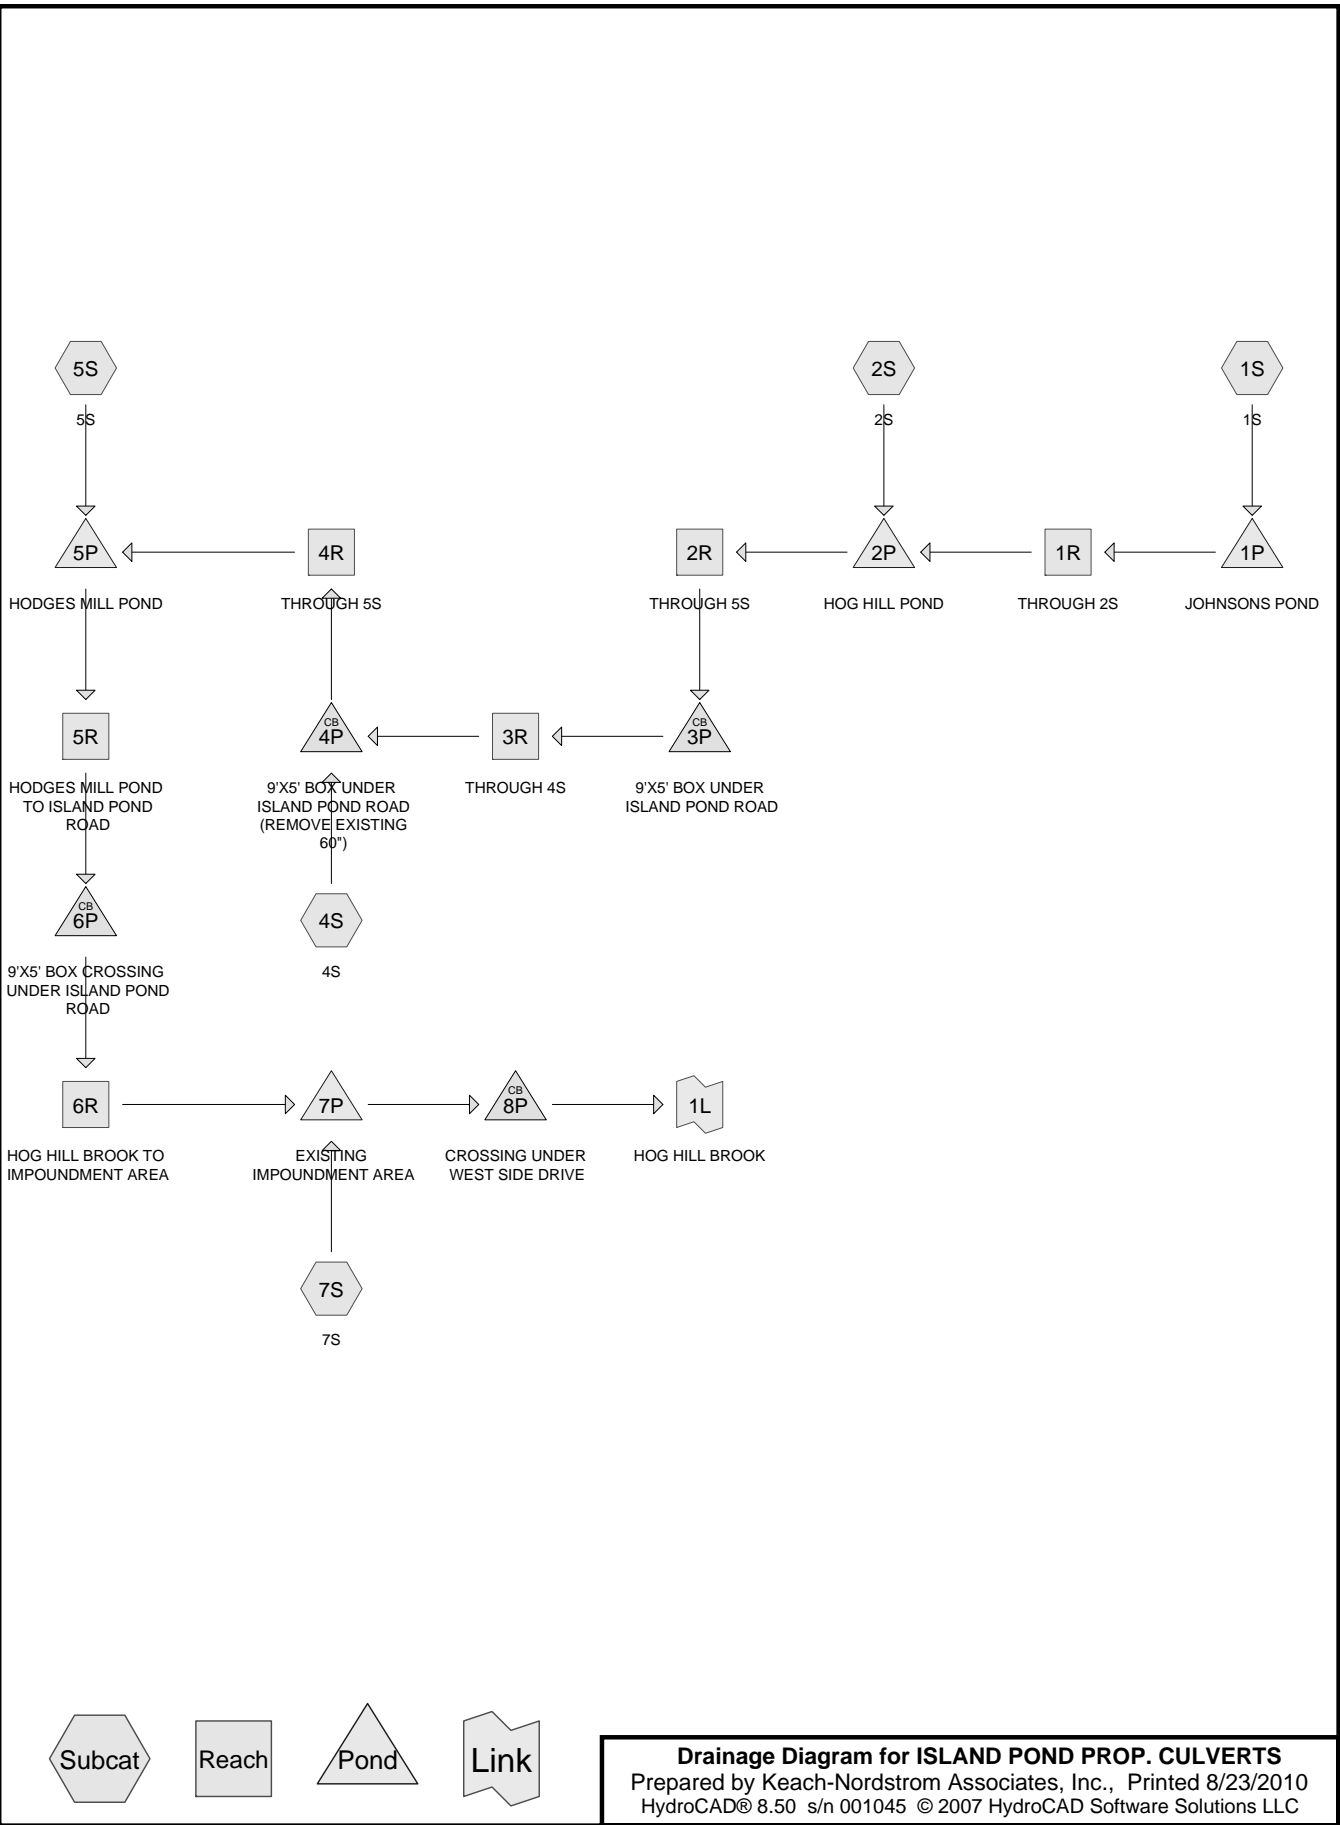 5S
2S
1S
5S
2S
1S
5P
4R
2R
2P
1R
1P
HODGES MILL POND
THROUGH 5S
THROUGH 5S
HOG HILL POND
THROUGH 2S
JOHNSONS POND
5R
CB
4P
3R
CB
3P
HODGES MILL POND
TO ISLAND POND
ROAD
9'X5' BOX UNDER
ISLAND POND ROAD
(REMOVE EXISTING
60")
THROUGH 4S
9'X5' BOX UNDER
ISLAND POND ROAD
CB
6P
4S
9'X5' BOX CROSSING
UNDER ISLAND POND
ROAD
4S
6R
7P
CB
8P
1L
HOG HILL BROOK TO
IMPOUNDMENT AREA
EXISTING
IMPOUNDMENT AREA
CROSSING UNDER
WEST SIDE DRIVE
HOG HILL BROOK
7S
7S
Subcat
Reach
Pond
Link
Drainage Diagram for ISLAND POND PROP. CULVERTS
Prepared by Keach-Nordstrom Associates, Inc., Printed 8/23/2010
HydroCAD® 8.50 s/n 001045 © 2007 HydroCAD Software Solutions LLC